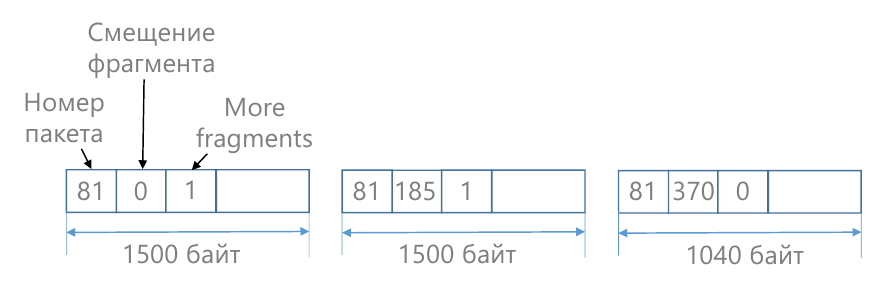 Смещение
фрагмента
Номер
пакета
More
fragments
81 0 1
81 185 1
81 370 0
1500 байт
1500 байт
1040 байт